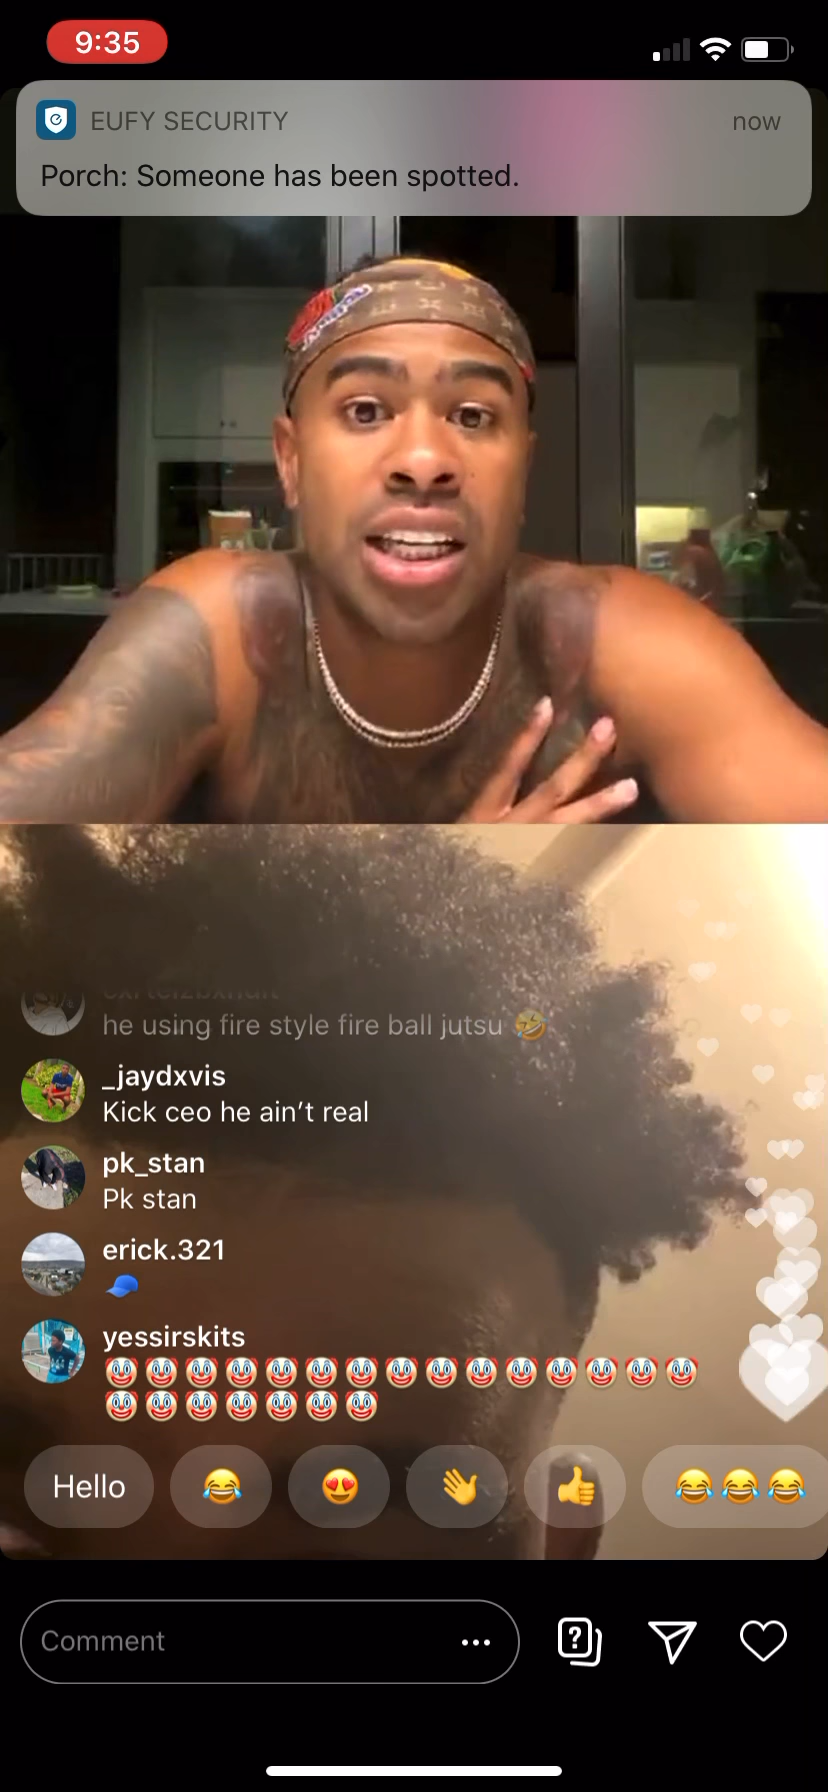 9:35
EUFY SECURITY
now
Porch: Someone has been spotted.
he using fire style fire ball jutsu 🤣
_jaydxvis
Kick ceo he ain't real
pk_stan
Pk stan
erick.321
🧢
yessirskits
🤡🤡🤡🤡🤡🤡🤡🤡🤡🤡🤡🤡🤡🤡🤡
🤡🤡🤡🤡🤡🤡🤡
Hello 😂 😍 👋 👍 😂😂😂
Comment